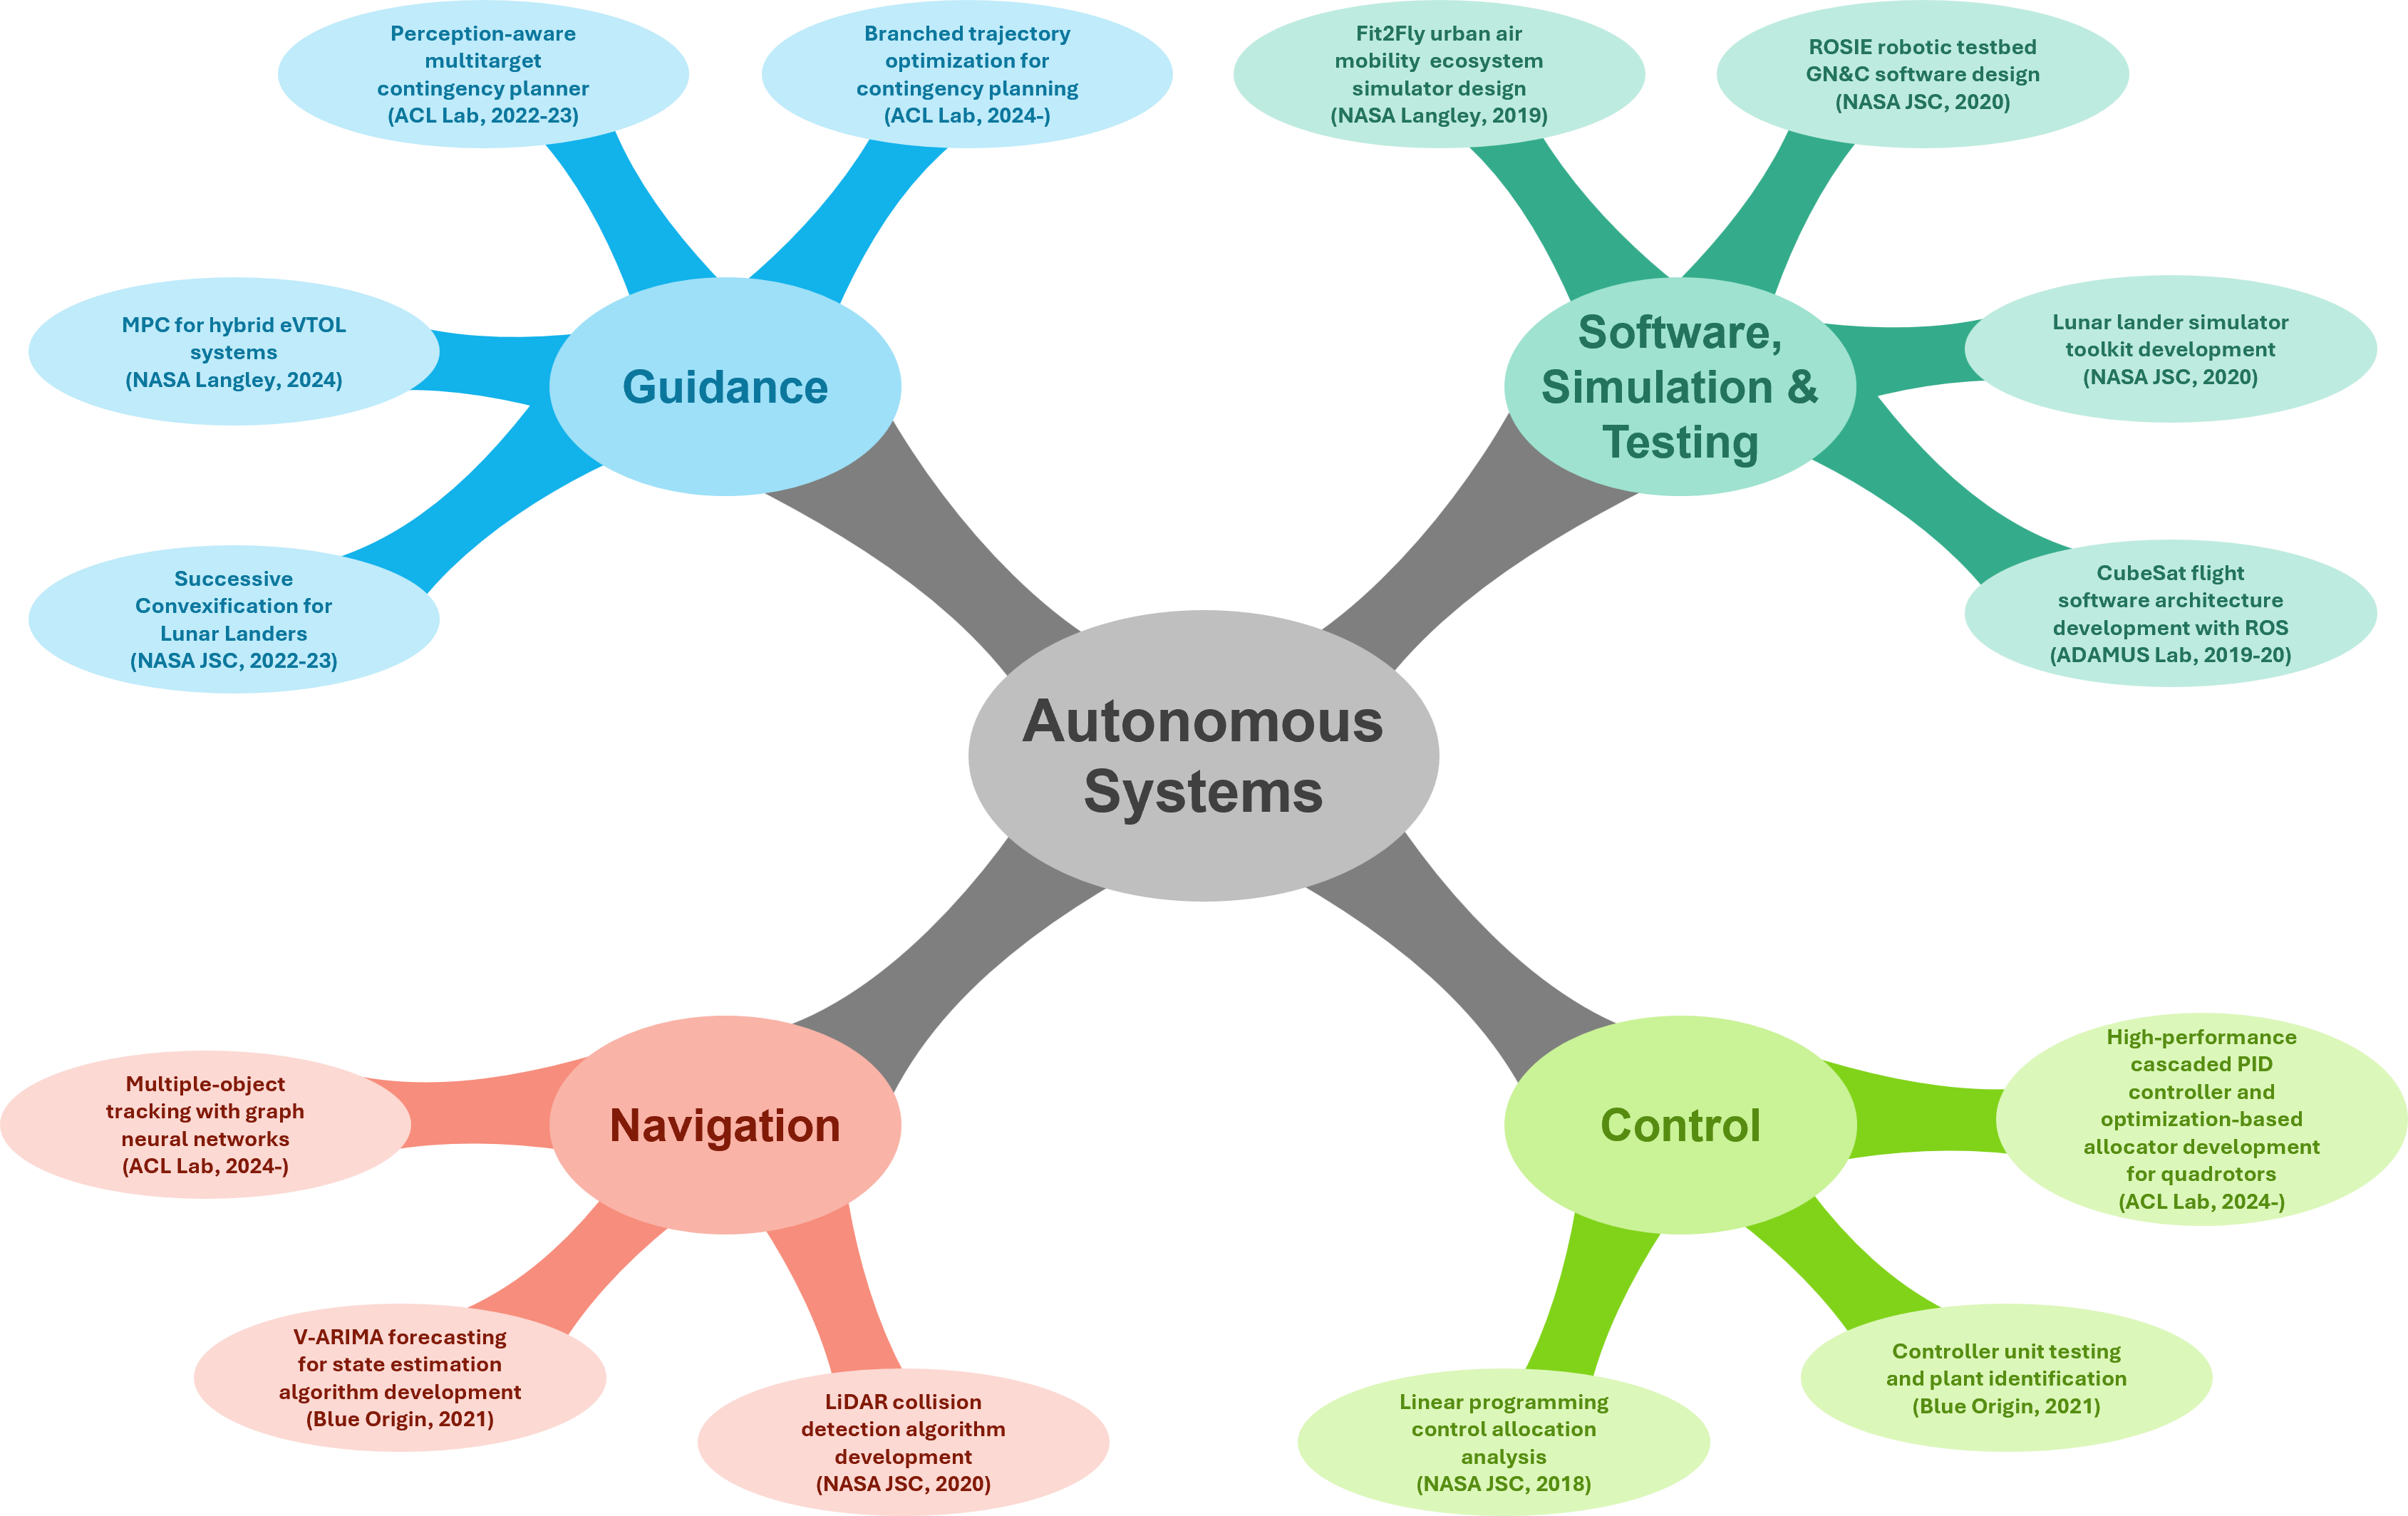 Perception-aware
multitarget
contingency planner
(ACL Lab, 2022-23)
Branched trajectory
optimization for
contingency planning
(ACL Lab, 2024-)
Fit2Fly urban air
mobility ecosystem
simulator design
(NASA Langley, 2019)
ROSIE robotic testbed
GN&C software design
(NASA JSC, 2020)
MPC for hybrid eVTOL
systems
(NASA Langley, 2024)
Guidance
Software,
Simulation &
Testing
Lunar lander simulator
toolkit development
(NASA JSC, 2020)
Successive
Convexification for
Lunar Landers
(NASA JSC, 2022-23)
CubeSat flight
software architecture
development with ROS
(ADAMUS Lab, 2019-20)
Autonomous
Systems
Multiple-object
tracking with graph
neural networks
(ACL Lab, 2024-)
Navigation
Control
High-performance
cascaded PID
controller and
optimization-based
allocator development
for quadrotors
(ACL Lab, 2024-)
V-ARIMA forecasting
for state estimation
algorithm development
(Blue Origin, 2021)
LiDAR collision
detection algorithm
development
(NASA JSC, 2020)
Linear programming
control allocation
analysis
(NASA JSC, 2018)
Controller unit testing
and plant identification
(Blue Origin, 2021)